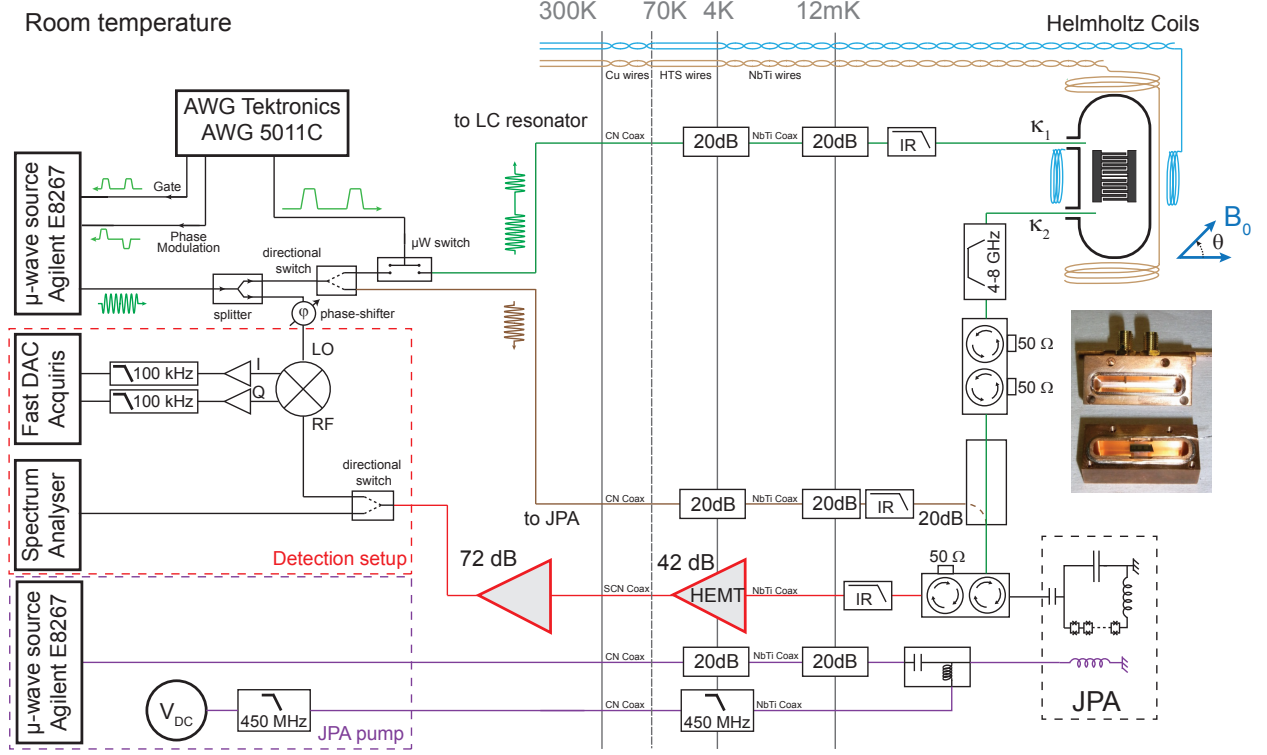 Room temperature
300K
70K
4K
12mK
Helmholtz Coils
Cu wires
HTS wires
NbTi wires
AWG Tektronics
AWG 5011C
to LC resonator
CN Coax
20dB
NbTi Coax
20dB
IR
κ1
κ2
B0
θ
µ-wave source
Agilent E8267
Gate
Phase
Modulation
µW switch
directional
switch
splitter
φ
phase-shifter
4-8 GHz
50 Ω
50 Ω
Fast DAC
Acquiris
100 kHz
I
LO
100 kHz
Q
RF
Spectrum
Analyser
directional
switch
Detection setup
to JPA
CN Coax
20dB
NbTi Coax
20dB
IR
20dB
72 dB
SCN Coax
42 dB
HEMT
NbTi Coax
IR
50 Ω
µ-wave source
Agilent E8267
CN Coax
20dB
NbTi Coax
20dB
VDC
450 MHz
JPA pump
CN Coax
450 MHz
NbTi Coax
JPA